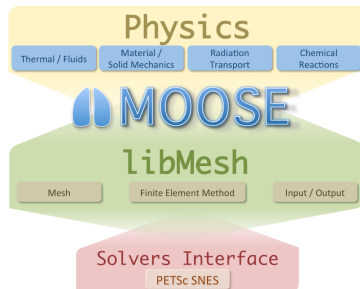 Physics
Thermal / Fluids
Material / Solid Mechanics
Radiation Transport
Chemical Reactions
MOOSE
libMesh
Mesh
Finite Element Method
Input / Output
Solvers Interface
PETSc SNES